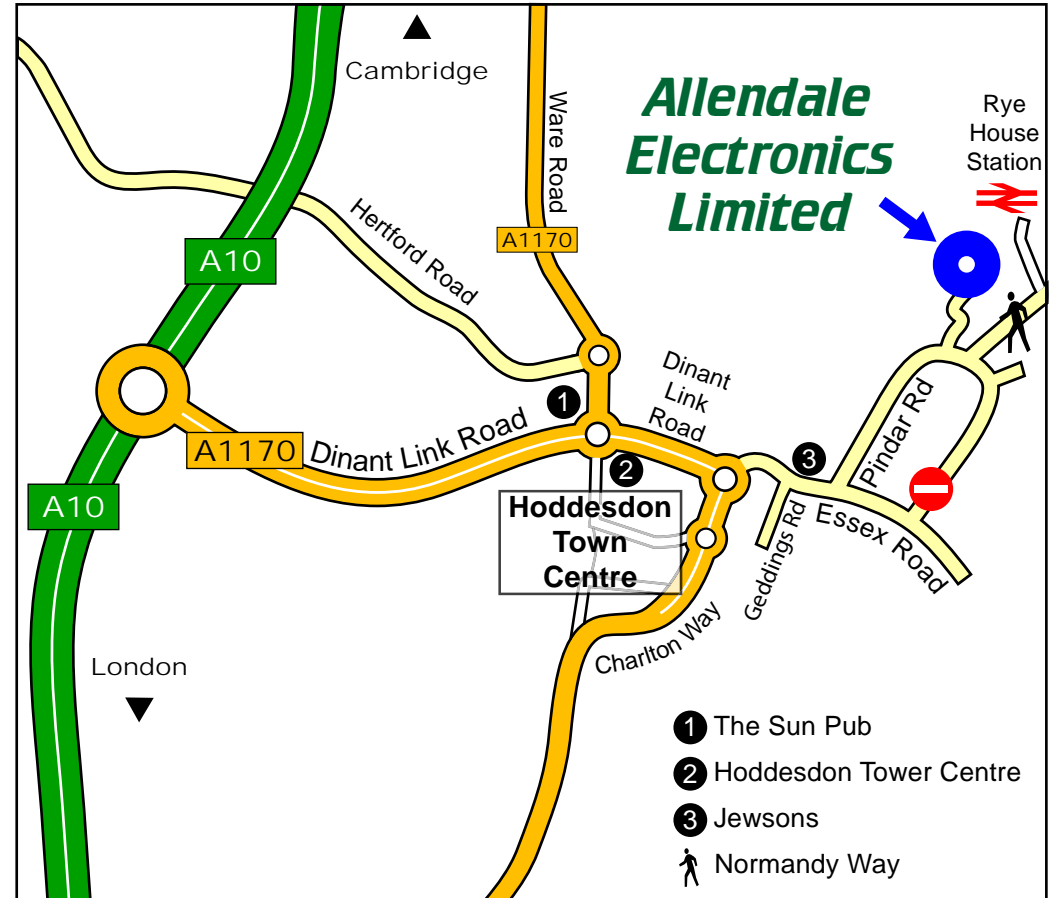 Cambridge
Ware Road
Allendale
Electronics
Limited
Rye
House
Station
A1170
Hertford Road
A10
Dinant
Link
Road
1
A1170
Dinant Link Road
2
3
Pindar Rd
A10
Hoddesdon
Town
Centre
Geddings Rd
Essex Road
Charlton Way
London
1 The Sun Pub
2 Hoddesdon Tower Centre
3 Jewsons
Normandy Way